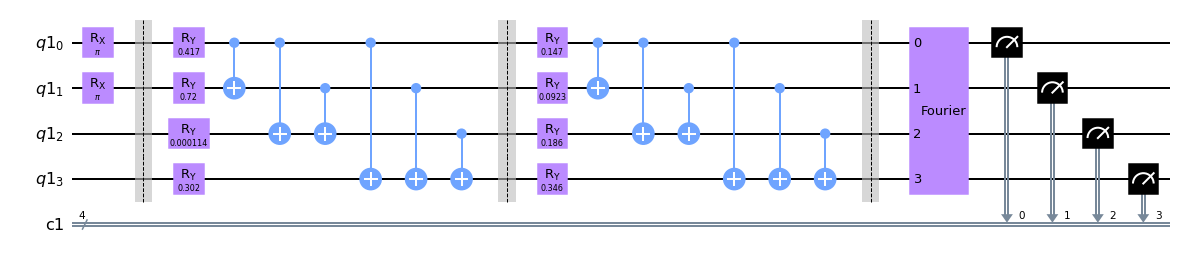 q1₀ R_X π R_Y 0.417 R_Y 0.147 0
q1₁ R_X π R_Y 0.72 R_Y 0.0923 1
Fourier
q1₂ R_Y 0.000114 R_Y 0.186 2
q1₃ R_Y 0.302 R_Y 0.346 3
c1 4 0 1 2 3